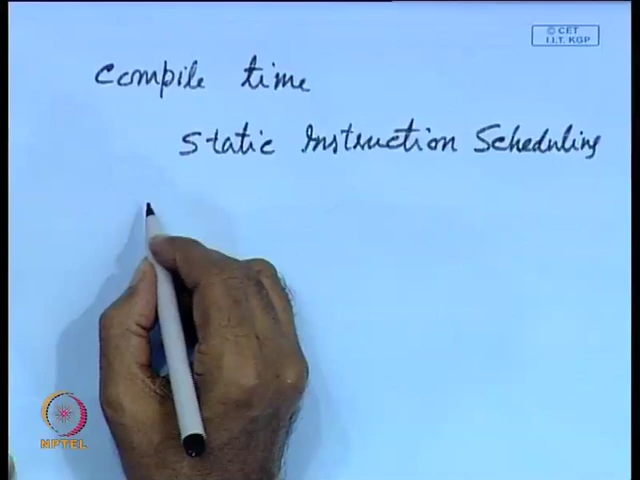 © CET
I.I.T. KGP
Compile time
Static Instruction Scheduling
NPTEL